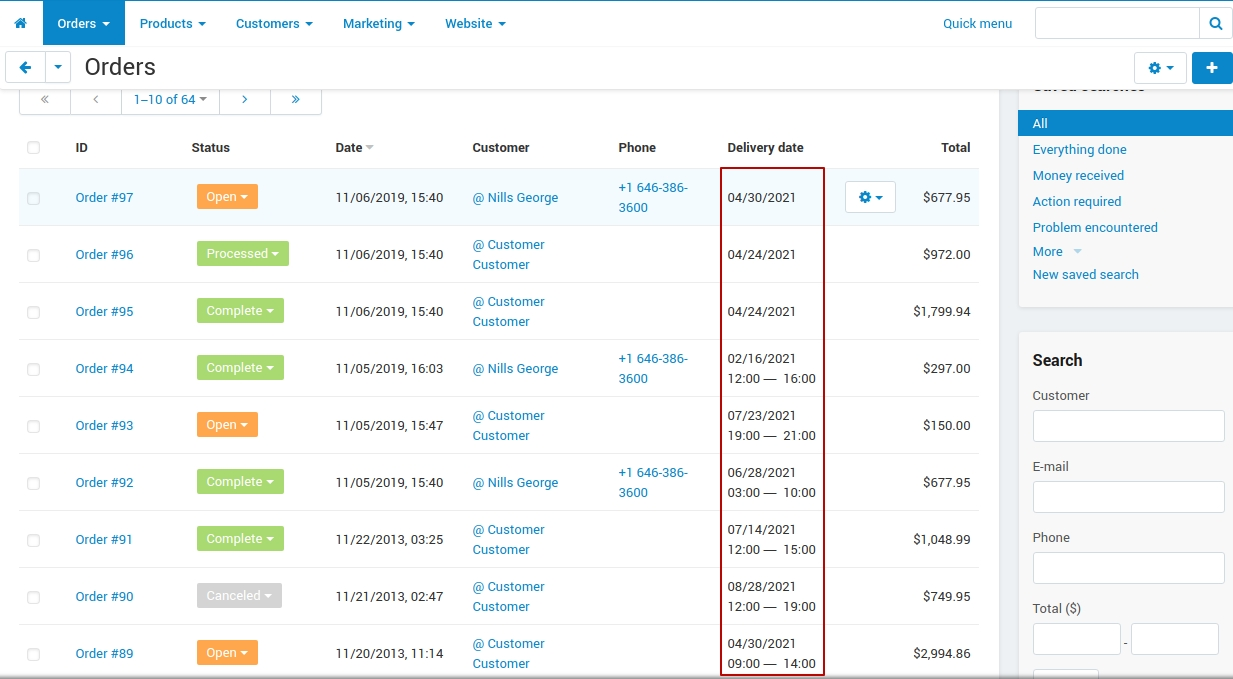 Orders Products Customers Marketing Website Quick menu
Orders
« ‹ 1–10 of 64 › »
ID Status Date Customer Phone Delivery date Total
Order #97 Open 11/06/2019, 15:40 @ Nills George +1 646-386-3600 04/30/2021 $677.95
Order #96 Processed 11/06/2019, 15:40 @ Customer Customer 04/24/2021 $972.00
Order #95 Complete 11/06/2019, 15:40 @ Customer Customer 04/24/2021 $1,799.94
Order #94 Complete 11/05/2019, 16:03 @ Nills George +1 646-386-3600 02/16/2021 12:00 — 16:00 $297.00
Order #93 Open 11/05/2019, 15:47 @ Customer Customer 07/23/2021 19:00 — 21:00 $150.00
Order #92 Complete 11/05/2019, 15:40 @ Nills George +1 646-386-3600 06/28/2021 03:00 — 10:00 $677.95
Order #91 Complete 11/22/2013, 03:25 @ Customer Customer 07/14/2021 12:00 — 15:00 $1,048.99
Order #90 Canceled 11/21/2013, 02:47 @ Customer Customer 08/28/2021 12:00 — 19:00 $749.95
Order #89 Open 11/20/2013, 11:14 @ Customer Customer 04/30/2021 09:00 — 14:00 $2,994.86
Saved searches
All
Everything done
Money received
Action required
Problem encountered
More
New saved search
Search
Customer
E-mail
Phone
Total ($)
-